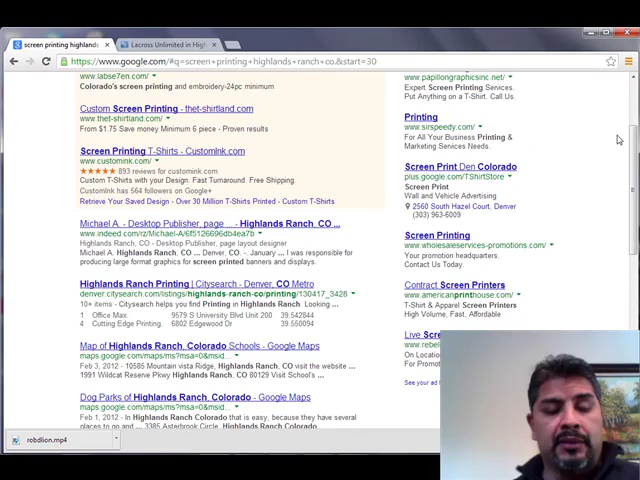 screen printing highlands
Lacross Unlimited in High
https://www.google.com/#q=screen+printing+highlands+ranch+co.&start=30
www.labse7en.com/
Colorado's screen printing and embroidery-24pc minimum
Custom Screen Printing - thet-shirtland.com
www.thet-shirtland.com/
From $1.75 Save money Minimum 6 piece - Proven results
Screen Printing T-Shirts - CustomInk.com
www.customink.com/
893 reviews for customink.com
Custom T-Shirts with Your Design. Fast Turnaround. Free Shipping.
CustomInk has 564 followers on Google+
Retrieve Your Saved Design - Over 30 Million T-Shirts Printed - Custom T-Shirts
Michael A. - Desktop Publisher, page ... - Highlands Ranch, CO ...
www.indeed.com/r/Michael-A/6f5126696db4ea7b
Highlands Ranch, CO - Desktop Publisher, page layout designer
Michael A. Highlands Ranch, CO ... Denver, CO. -. January ... I was responsible for
producing large format graphics for screen printed banners and displays.
Highlands Ranch Printing | Citysearch - Denver, CO Metro
denver.citysearch.com/listings/highlands-ranch-co/printing/130417_3428
10+ items - Citysearch helps you find Printing in Highlands Ranch. Looking ...
1 Office Max. 9579 S University Blvd Unit 200 39.542844
4 Cutting Edge Printing. 6802 Edgewood Dr 39.550094
Map of Highlands Ranch, Colorado Schools - Google Maps
maps.google.com/maps/ms?msa=0&msid...
Feb 3, 2012 - 10585 Mountain vista Ridge, Highlands Ranch, CO visit the website ...
1991 Wildcat Reserve Pkwy Highlands Ranch, CO 80129 Visit School's ...
Dog Parks of Highlands Ranch, Colorado - Google Maps
maps.google.com/maps/ms?msa=0&msid...
Feb 1, 2012 - In Highlands Ranch Colorado that is easy, because they have several
places to go and ... 3385 Asterbrook Circle, Highlands Ranch, Colorado
www.papilliongraphicsinc.net/
Expert Screen Printing Services.
Put Anything on a T-Shirt. Call Us.
Printing
www.sirspeedy.com/
For All Your Business Printing &
Marketing Services Needs.
Screen Print Den Colorado
plus.google.com/TShirtStore
Screen Print
Wall and Vehicle Advertising
2560 South Hazel Court, Denver
(303) 963-6009
Screen Printing
www.wholesaleservices-promotions.com/
Your promotion headquarters.
Contact Us Today.
Contract Screen Printers
www.americanprinthouse.com/
T-Shirt & Apparel Screen Printers
High Volume, Fast, Affordable
Live Scre
www.rebel
On Locatio
For Promot
See your ad
robdlion.mp4